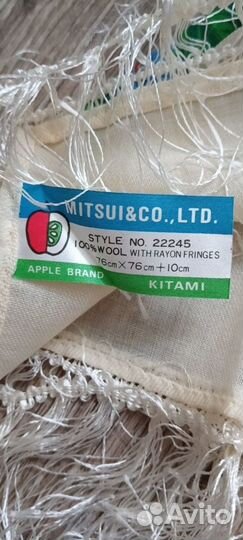 MITSUI&CO.,LTD.
STYLE NO. 22245
100% WOOL WITH RAYON FRINGES
76cm×76cm+10cm
APPLE BRAND KITAMI
Avito